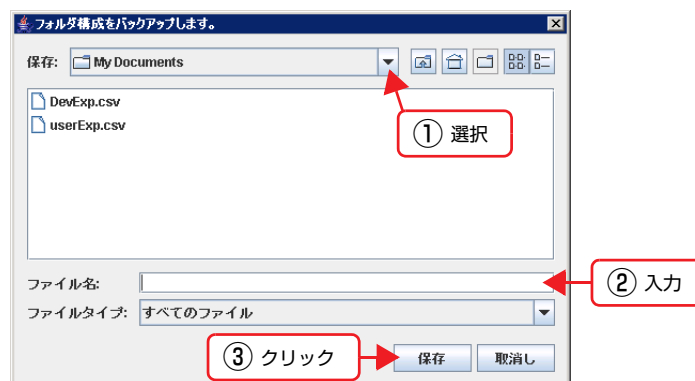 フォルダ構成をバックアップします。
保存: My Documents
DevExp.csv
userExp.csv
① 選択
ファイル名:
② 入力
ファイルタイプ: すべてのファイル
③ クリック
保存 取消し